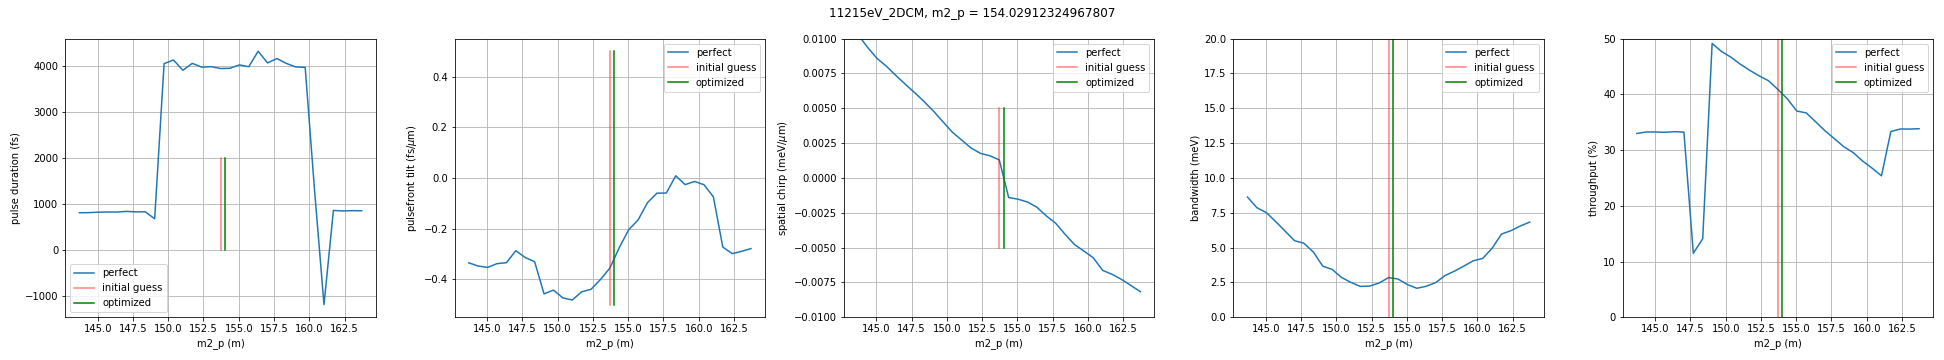 11215eV_2DCM, m2_p = 154.02912324967807
pulse duration (fs)
4000
3000
2000
1000
0
−1000
perfect
initial guess
optimized
145.0 147.5 150.0 152.5 155.0 157.5 160.0 162.5
m2_p (m)
pulsefront tilt (fs/μm)
0.4
0.2
0.0
−0.2
−0.4
perfect
initial guess
optimized
145.0 147.5 150.0 152.5 155.0 157.5 160.0 162.5
m2_p (m)
spatial chirp (meV/μm)
0.0100
0.0075
0.0050
0.0025
0.0000
−0.0025
−0.0050
−0.0075
−0.0100
perfect
initial guess
optimized
145.0 147.5 150.0 152.5 155.0 157.5 160.0 162.5
m2_p (m)
bandwidth (meV)
20.0
17.5
15.0
12.5
10.0
7.5
5.0
2.5
0.0
perfect
initial guess
optimized
145.0 147.5 150.0 152.5 155.0 157.5 160.0 162.5
m2_p (m)
throughput (%)
50
40
30
20
10
0
perfect
initial guess
optimized
145.0 147.5 150.0 152.5 155.0 157.5 160.0 162.5
m2_p (m)